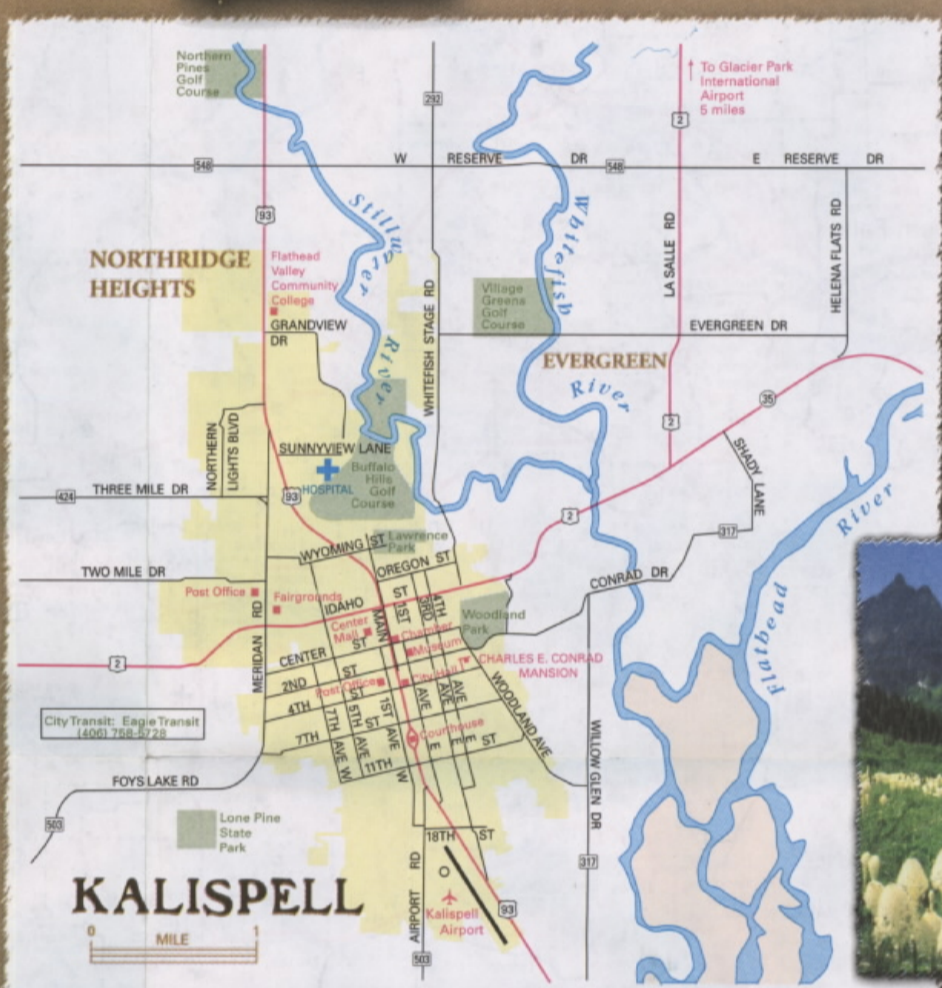 Northern
Pines
Golf
Course
292
To Glacier Park
International
Airport
5 miles
2
548
W RESERVE DR
548
E RESERVE DR
93
Stillwater
River
Whitefish
River
LA SALLE RD
HELENA FLATS RD
NORTHRIDGE
HEIGHTS
Flathead
Valley
Community
College
WHITEFISH STAGE RD
Village
Greens
Golf
Course
GRANDVIEW
DR
EVERGREEN DR
EVERGREEN
35
2
NORTHERN
LIGHTS BLVD
SUNNYVIEW LANE
HOSPITAL
Buffalo
Hills
Golf
Course
SHADY LANE
424
THREE MILE DR
93
2
317
Flathead
River
WYOMING ST
Lawrence
Park
OREGON ST
TWO MILE DR
CONRAD DR
Post Office
Fairgrounds
IDAHO ST
1ST
3RD
4TH
Woodland
Park
MERIDAN RD
Center
Mall
MAIN
Chamber
Museum
CENTER ST
2
CHARLES E. CONRAD
MANSION
2ND ST
Post Office
City Hall
AVE
AVE
AVE
WOODLAND AVE
4TH ST
7TH AVE W
5TH AVE
1ST AVE W
City Transit: Eagle Transit
(406) 758-5728
7TH ST
Courthouse
E
E
E
ST
11TH
WILLOW GLEN DR
FOYS LAKE RD
503
Lone Pine
State
Park
18TH ST
317
KALISPELL
AIRPORT RD
Kalispell
Airport
93
0
MILE
1
503